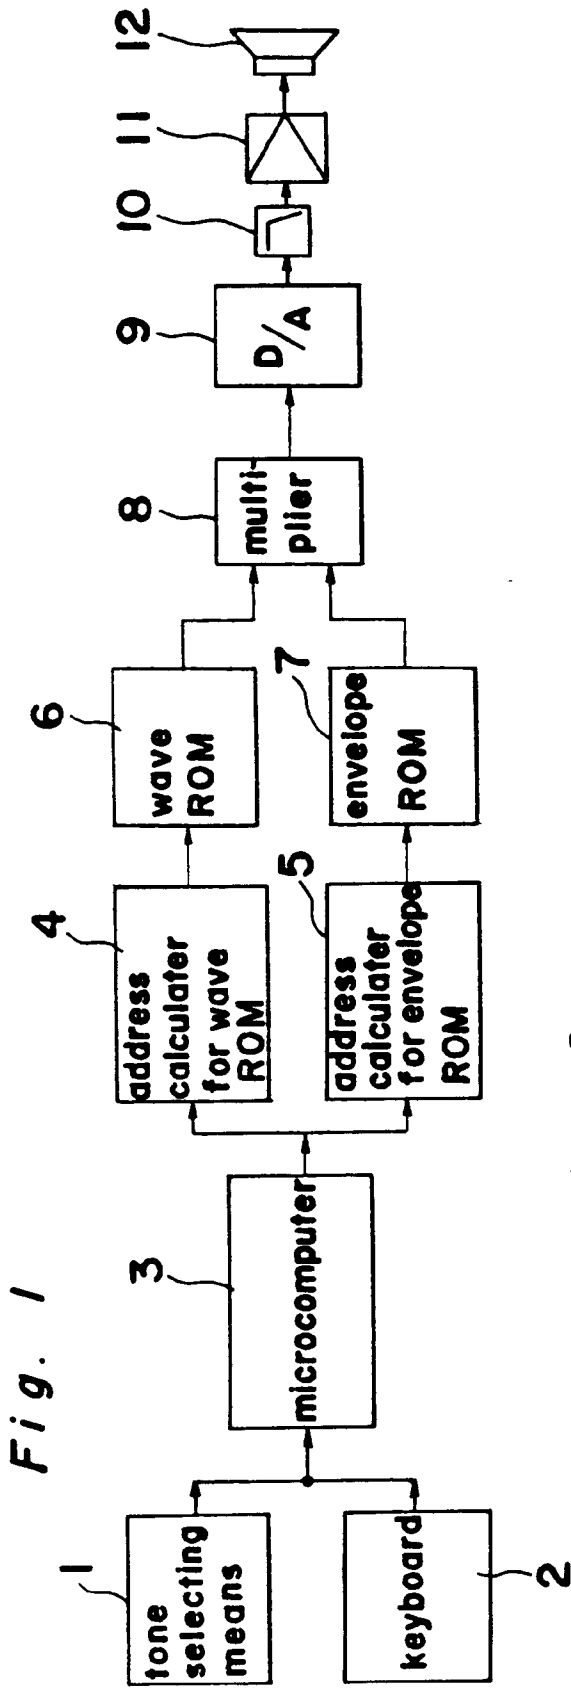 Fig. 1
1
tone
selecting
means
2
keyboard
3
microcomputer
4
address
calculater
for wave
ROM
5
address
calculater
for envelope
ROM
6
wave
ROM
7
envelope
ROM
8
multi-
plier
9
D/A
10
11
12